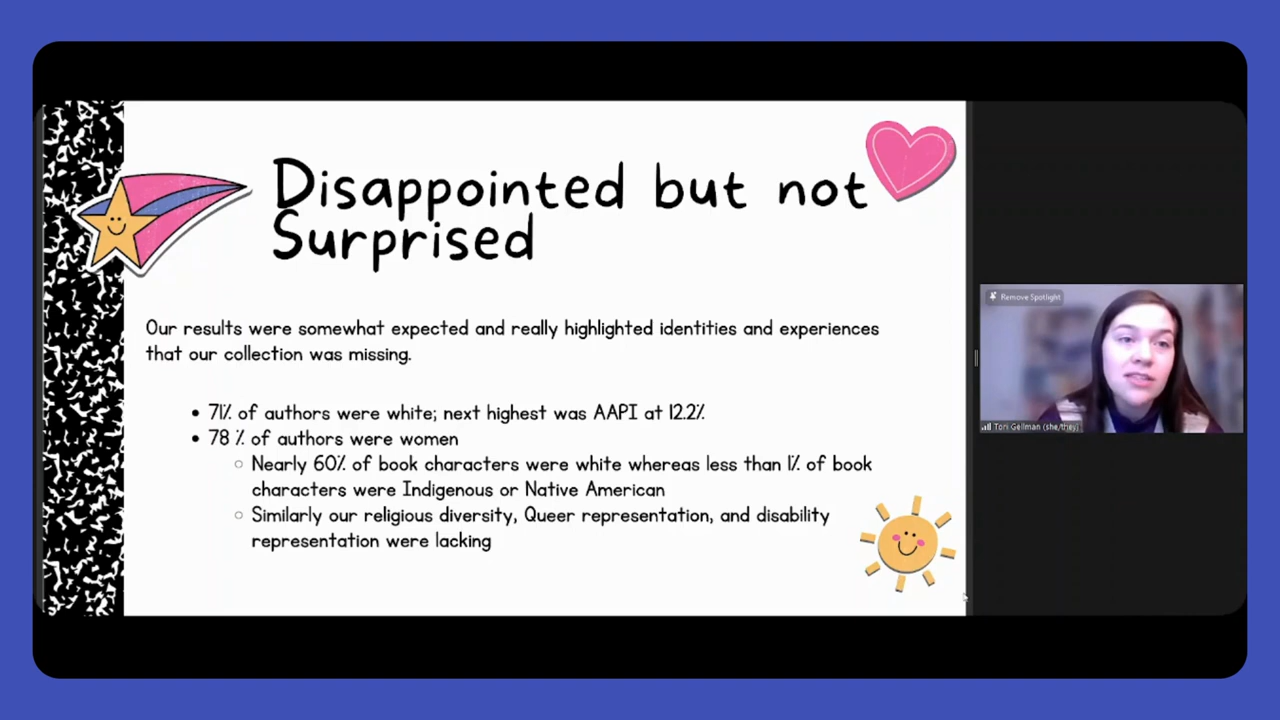 Disappointed but not
Surprised
Our results were somewhat expected and really highlighted identities and experiences
that our collection was missing.
• 71% of authors were white; next highest was AAPI at 12.2%
• 78 % of authors were women
○ Nearly 60% of book characters were white whereas less than 1% of book
characters were Indigenous or Native American
○ Similarly our religious diversity, Queer representation, and disability
representation were lacking
Remove Spotlight
Tori Gellman (she/they)